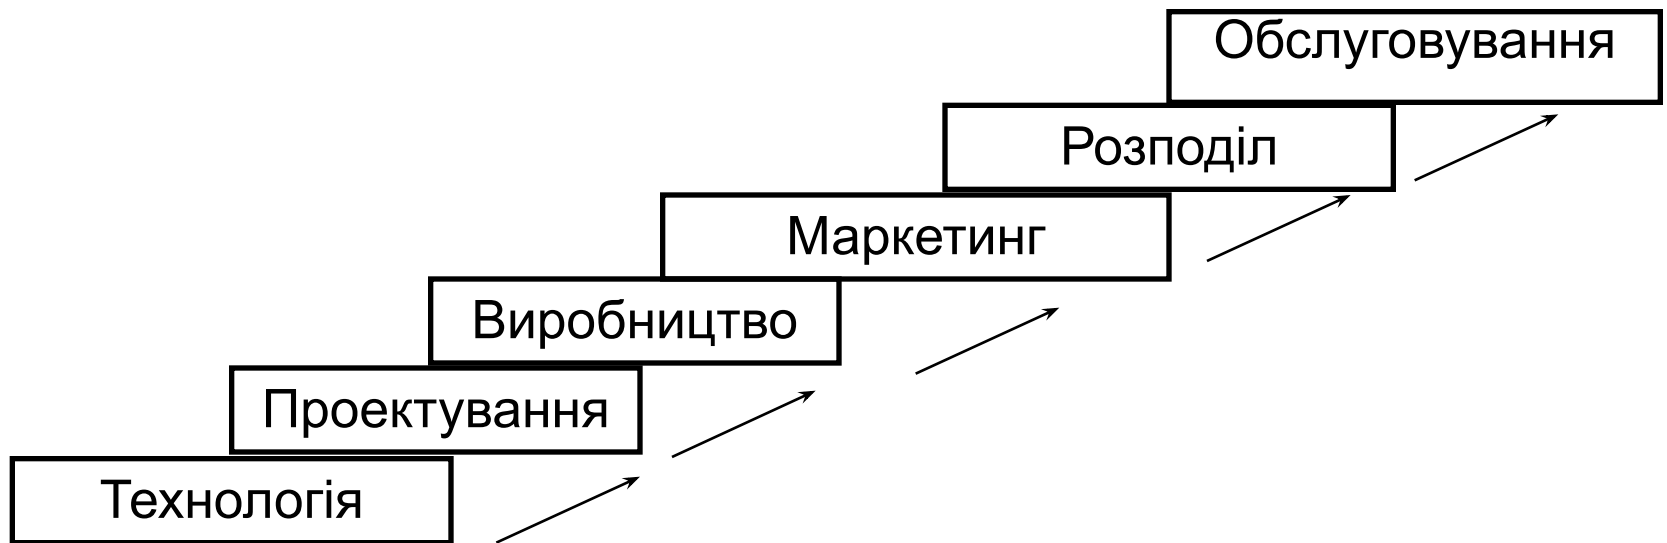 Обслуговування
Розподіл
Маркетинг
Виробництво
Проектування
Технологія